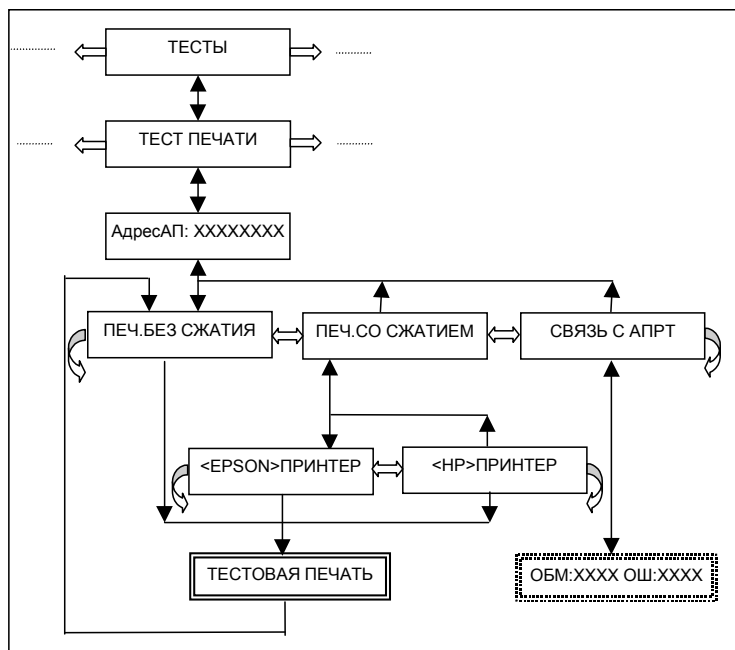 ТЕСТЫ
ТЕСТ ПЕЧАТИ
АдресАП: XXXXXXXX
ПЕЧ.БЕЗ СЖАТИЯ
ПЕЧ.СО СЖАТИЕМ
СВЯЗЬ С АПРТ
<EPSON>ПРИНТЕР
<HP>ПРИНТЕР
ТЕСТОВАЯ ПЕЧАТЬ
ОБМ:XXXX ОШ:XXXX